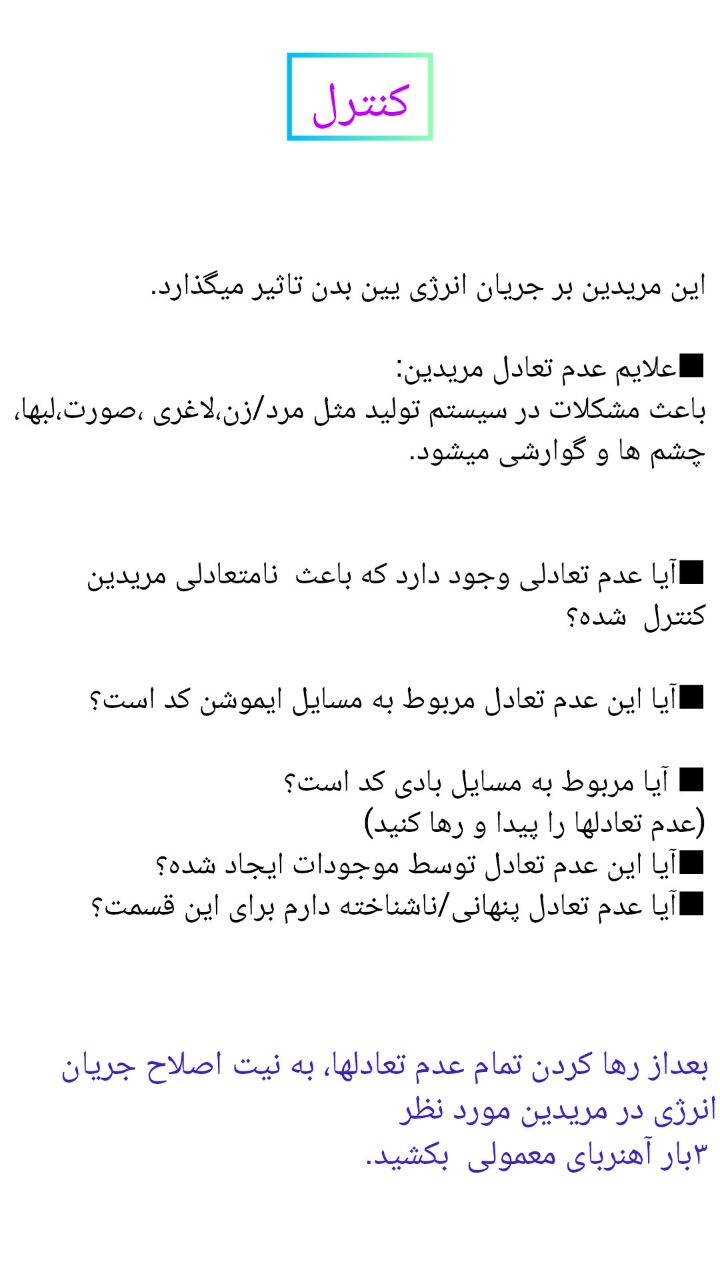 کنترل
این مریدین بر جریان انرژی یین بدن تاثیر میگذارد.
■علایم عدم تعادل مریدین:
باعث مشکلات در سیستم تولید مثل مرد/زن،لاغری ،صورت،لبها،
چشم ها و گوارشی میشود.
■آیا عدم تعادلی وجود دارد که باعث  نامتعادلی مریدین
کنترل  شده؟
■آیا این عدم تعادل مربوط به مسایل ایموشن کد است؟
■ آیا مربوط به مسایل بادی کد است؟
(عدم تعادلها را پیدا و رها کنید)
■آیا این عدم تعادل توسط موجودات ایجاد شده؟
■آیا عدم تعادل پنهانی/ناشناخته دارم برای این قسمت؟
بعداز رها کردن تمام عدم تعادلها، به نیت اصلاح جریان
انرژی در مریدین مورد نظر
۳بار آهنربای معمولی  بکشید.